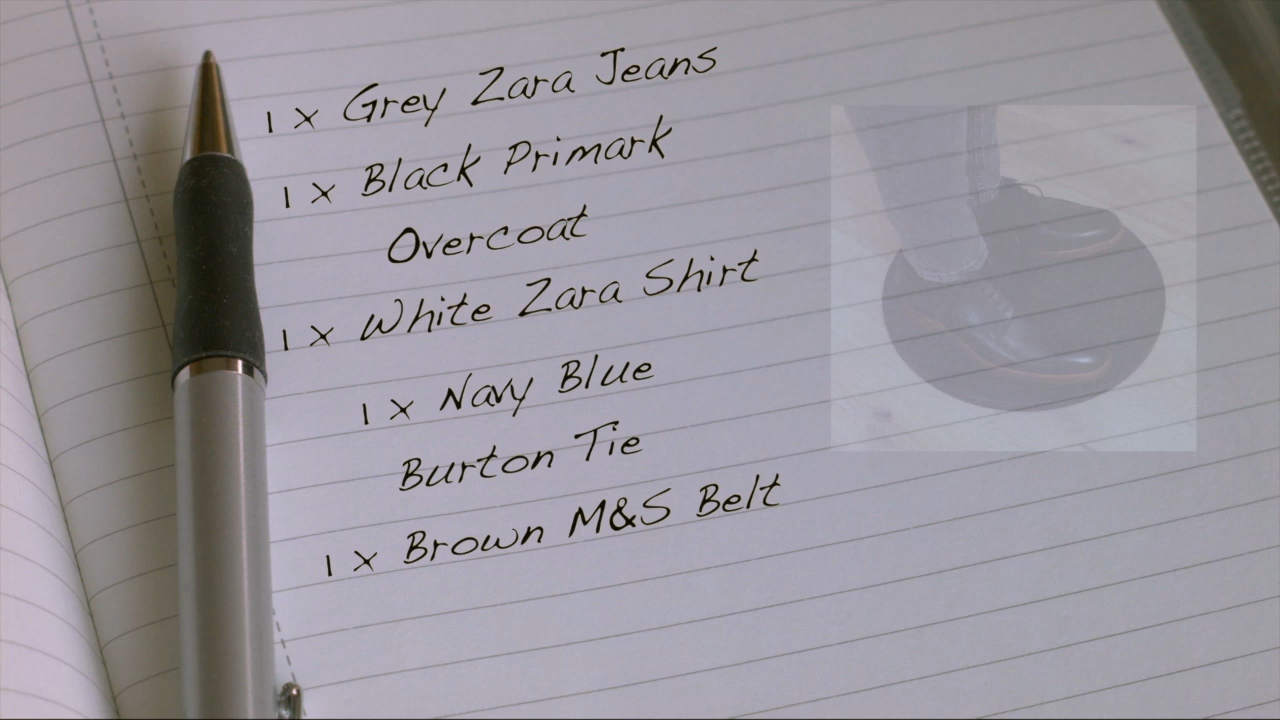 1 x Grey Zara Jeans
1 x Black Primark
Overcoat
1 x White Zara Shirt
1 x Navy Blue
Burton Tie
1 x Brown M&S Belt